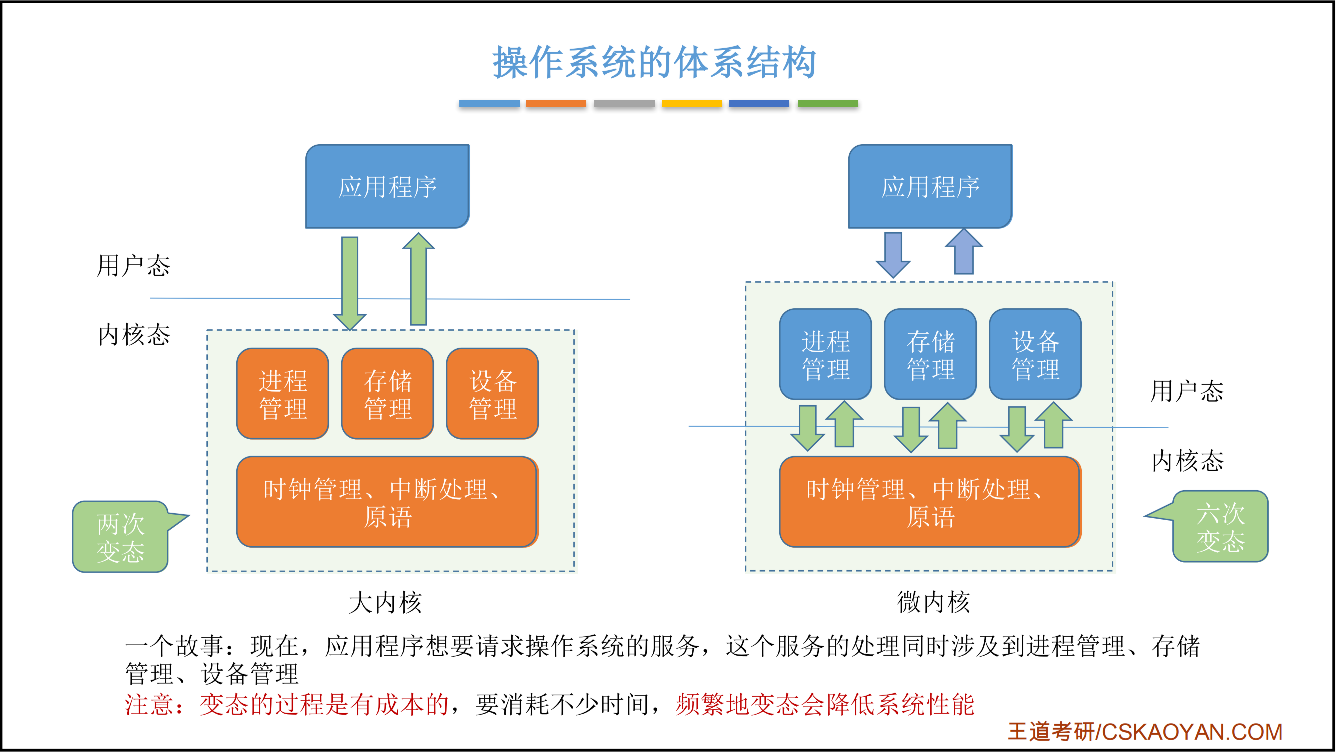 操作系统的体系结构
应用程序
用户态
内核态
进程
管理
存储
管理
设备
管理
时钟管理、中断处理、
原语
两次
变态
大内核
应用程序
进程
管理
存储
管理
设备
管理
用户态
内核态
时钟管理、中断处理、
原语
六次
变态
微内核
一个故事：现在，应用程序想要请求操作系统的服务，这个服务的处理同时涉及到进程管理、存储
管理、设备管理
注意：变态的过程是有成本的，要消耗不少时间，频繁地变态会降低系统性能
王道考研/CSKAOYAN.COM